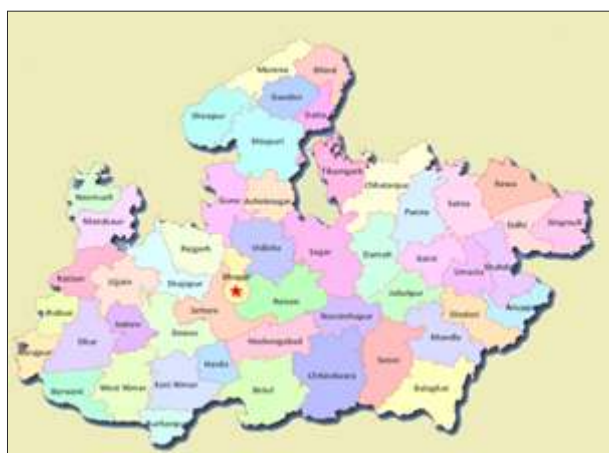 Morena
Bhind
Gwalior
Datia
Sheopur
Shivpuri
Tikamgarh
Chhatarpur
Rewa
Neemuch
Panna
Satna
Mandsaur
Guna
Ashoknagar
Sidhi
Singrauli
Rajgarh
Vidisha
Sagar
Damoh
Katni
Umaria
Shahdol
Ratlam
Ujjain
Shajapur
Bhopal
Raisen
Jabalpur
Anuppur
Jhabua
Sehore
Dindori
Indore
Dewas
Narsinghpur
Dhar
Hoshangabad
Mandla
Harda
Seoni
Chhindwara
Barwani
West Nimar
East Nimar
Betul
Balaghat